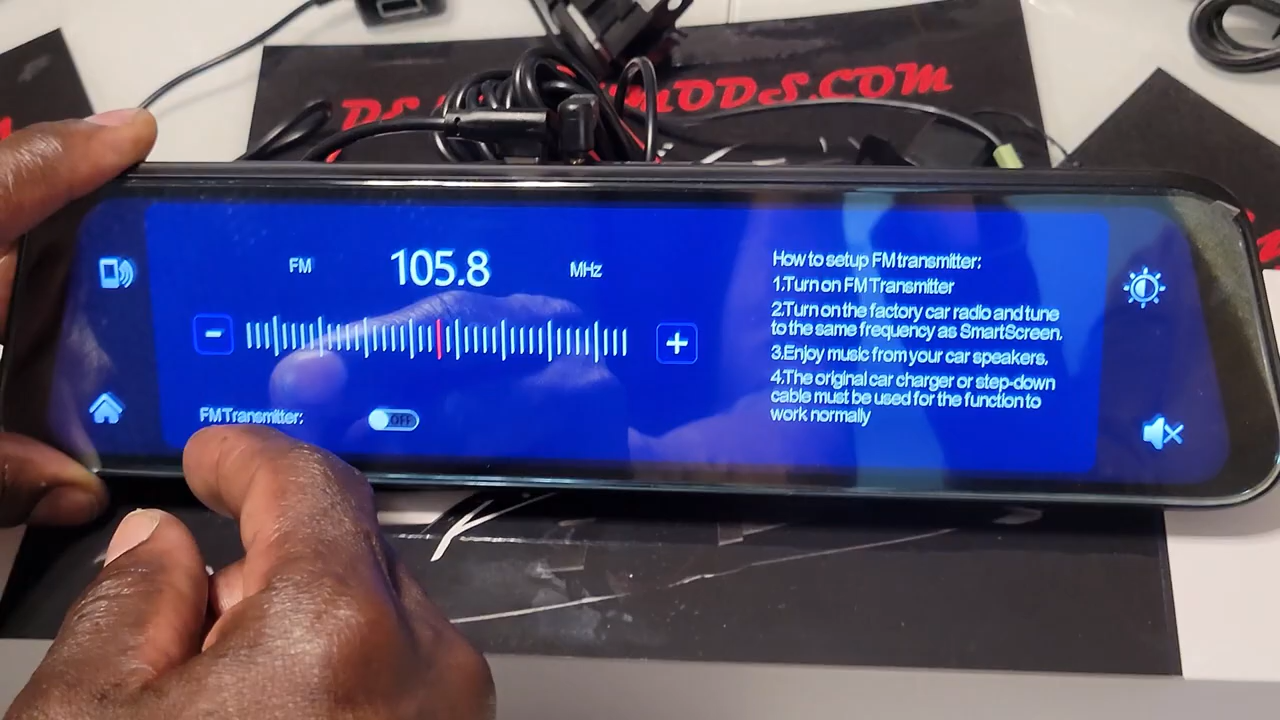 MODS.COM
FM 105.8 MHz
- +
FM Transmitter: OFF
How to setup FM transmitter:
1.Turn on FM Transmitter
2.Turn on the factory car radio and tune
to the same frequency as SmartScreen.
3.Enjoy music from your car speakers.
4.The original car charger or step-down
cable must be used for the function to
work normally